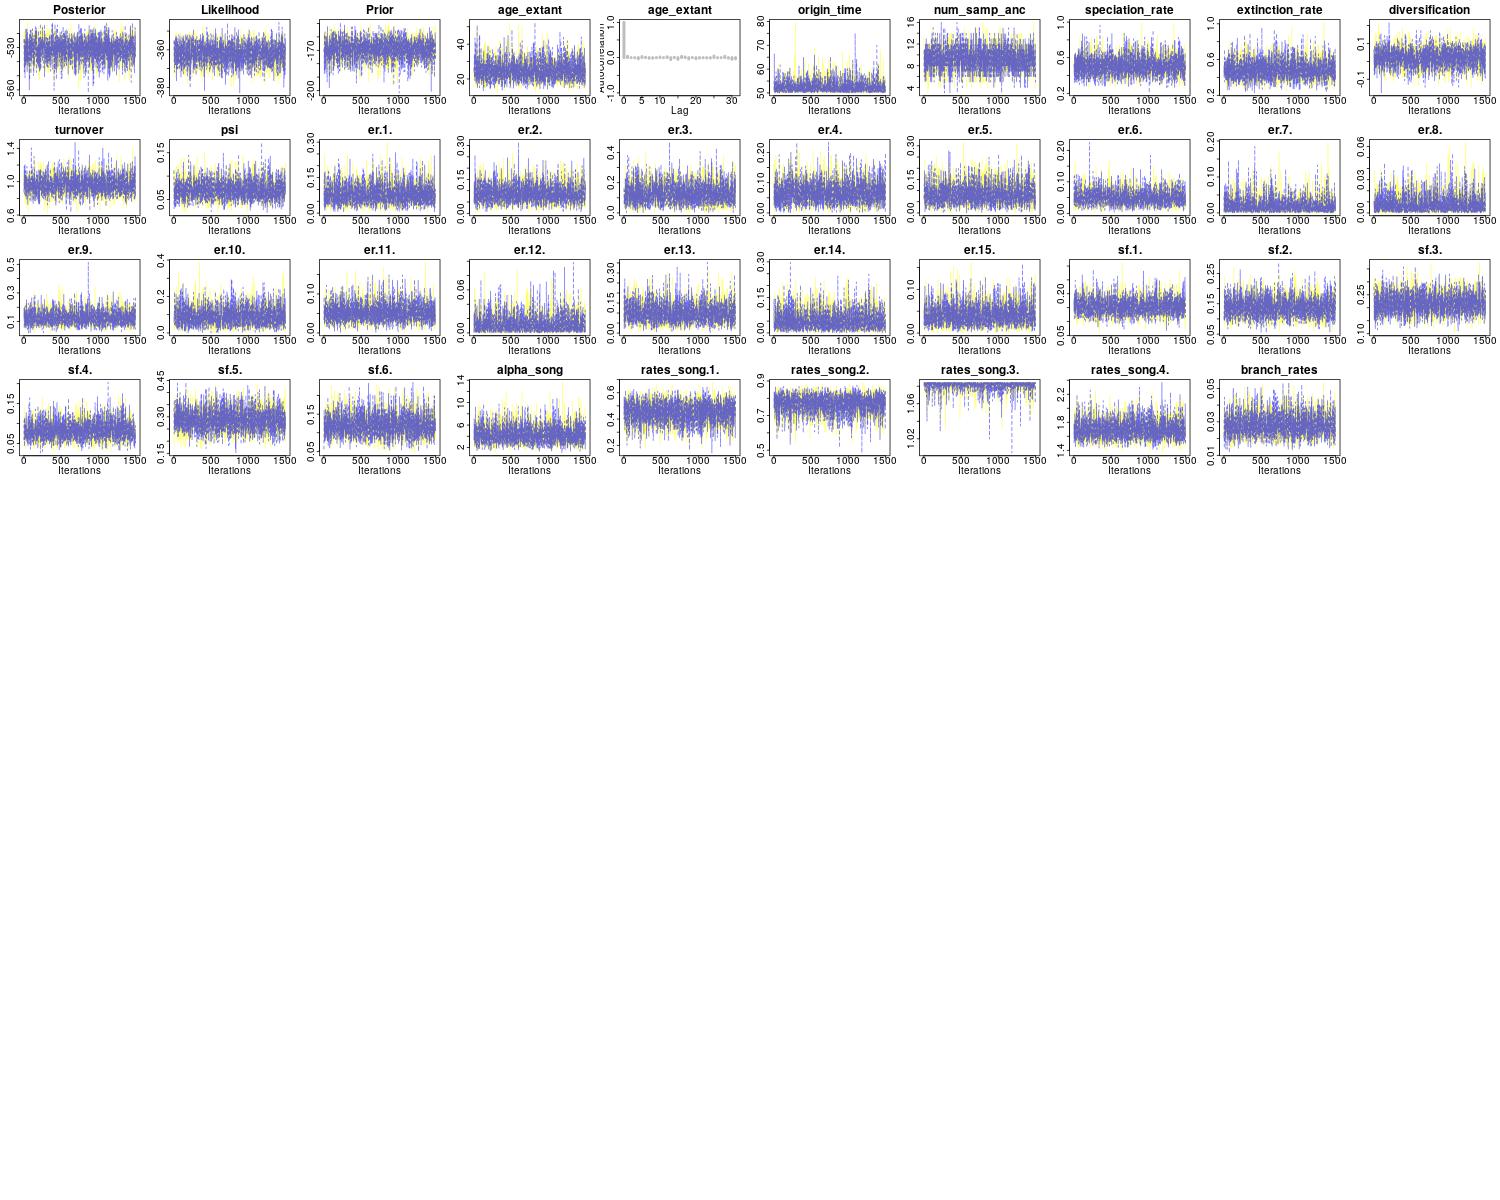 Posterior Likelihood Prior age_extant age_extant origin_time num_samp_anc speciation_rate extinction_rate diversification
-560 -530 -380 -360 -200 -170 20 40 -1.0 0.0 1.0 50 60 70 80 4 8 12 16 0.2 0.6 1.0 0.2 0.6 1.0 -0.1 0.1
0 500 1000 1500 0 500 1000 1500 0 500 1000 1500 0 500 1000 1500 0 5 10 20 30 0 500 1000 1500 0 500 1000 1500 0 500 1000 1500 0 500 1000 1500 0 500 1000 1500
Iterations Iterations Iterations Iterations Lag Iterations Iterations Iterations Iterations Iterations
turnover psi er.1. er.2. er.3. er.4. er.5. er.6. er.7. er.8.
0.6 1.0 1.4 0.05 0.15 0.00 0.15 0.30 0.00 0.15 0.30 0.0 0.2 0.4 0.00 0.10 0.20 0.00 0.15 0.30 0.00 0.10 0.20 0.00 0.10 0.20 0.00 0.03 0.06
0 500 1000 1500 0 500 1000 1500 0 500 1000 1500 0 500 1000 1500 0 500 1000 1500 0 500 1000 1500 0 500 1000 1500 0 500 1000 1500 0 500 1000 1500 0 500 1000 1500
Iterations Iterations Iterations Iterations Iterations Iterations Iterations Iterations Iterations Iterations
er.9. er.10. er.11. er.12. er.13. er.14. er.15. sf.1. sf.2. sf.3.
0.1 0.3 0.5 0.0 0.2 0.4 0.00 0.10 0.00 0.06 0.00 0.15 0.30 0.00 0.15 0.30 0.00 0.10 0.05 0.20 0.05 0.15 0.25 0.10 0.25
0 500 1000 1500 0 500 1000 1500 0 500 1000 1500 0 500 1000 1500 0 500 1000 1500 0 500 1000 1500 0 500 1000 1500 0 500 1000 1500 0 500 1000 1500 0 500 1000 1500
Iterations Iterations Iterations Iterations Iterations Iterations Iterations Iterations Iterations Iterations
sf.4. sf.5. sf.6. alpha_song rates_song.1. rates_song.2. rates_song.3. rates_song.4. branch_rates
0.05 0.15 0.15 0.30 0.45 0.05 0.15 2 6 10 14 0.2 0.4 0.6 0.5 0.7 0.9 1.02 1.06 1.4 1.8 2.2 0.01 0.03 0.05
0 500 1000 1500 0 500 1000 1500 0 500 1000 1500 0 500 1000 1500 0 500 1000 1500 0 500 1000 1500 0 500 1000 1500 0 500 1000 1500 0 500 1000 1500
Iterations Iterations Iterations Iterations Iterations Iterations Iterations Iterations Iterations